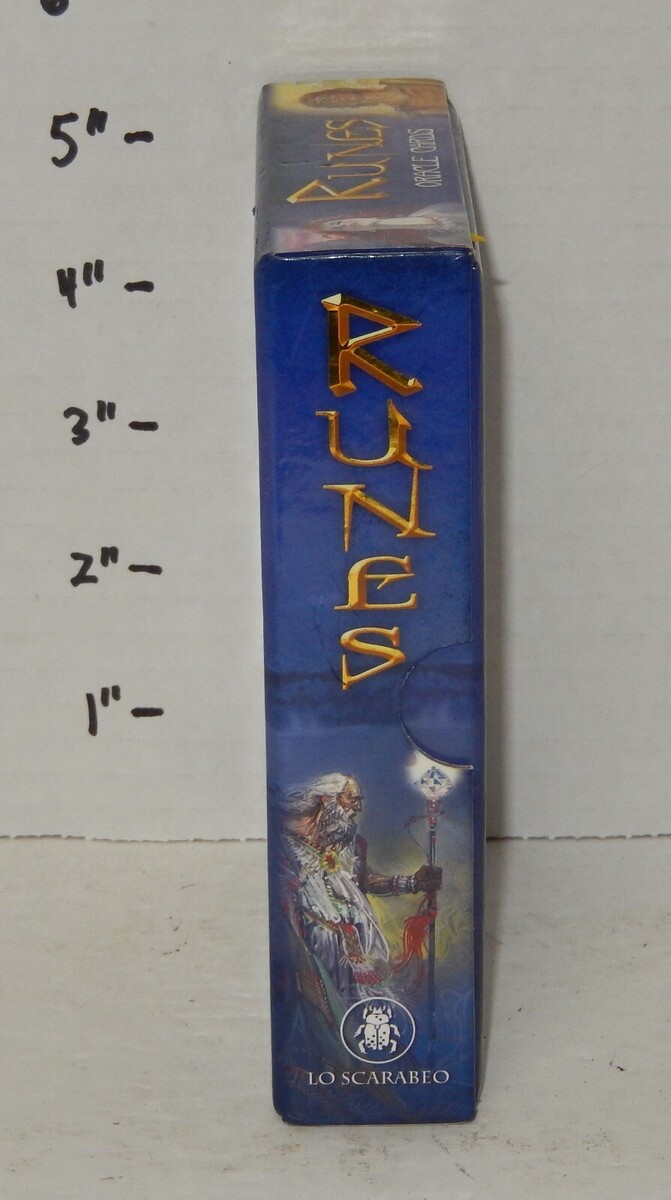 5" -
RUNES
ORACLE CARDS
4" -
3" -
2" -
1" -
RUNES
LO SCARABEO